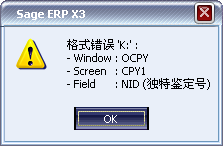 Sage ERP X3
格式错误 'K:' :
- Window : OCPY
- Screen : CPY1
- Field : NID (独特鉴定号)
OK